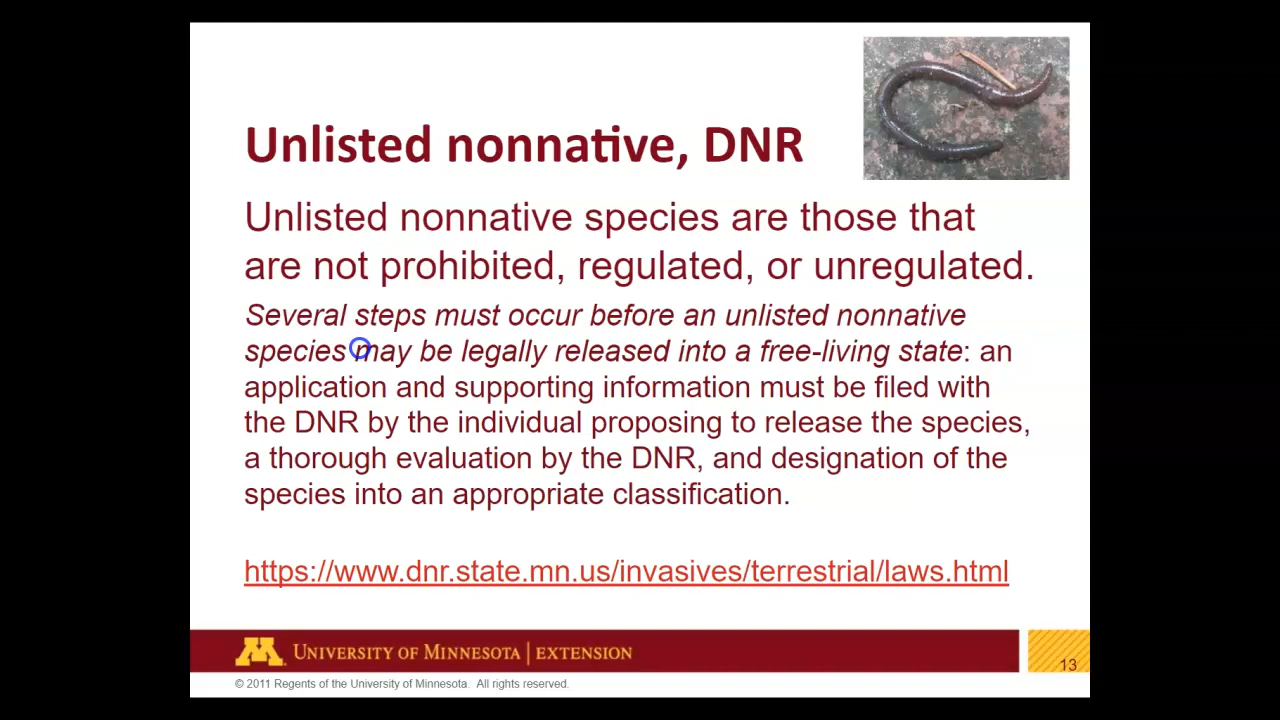 Unlisted nonnative, DNR
Unlisted nonnative species are those that
are not prohibited, regulated, or unregulated.
Several steps must occur before an unlisted nonnative
species may be legally released into a free-living state: an
application and supporting information must be filed with
the DNR by the individual proposing to release the species,
a thorough evaluation by the DNR, and designation of the
species into an appropriate classification.
https://www.dnr.state.mn.us/invasives/terrestrial/laws.html
M UNIVERSITY OF MINNESOTA | EXTENSION
13
© 2011 Regents of the University of Minnesota. All rights reserved.